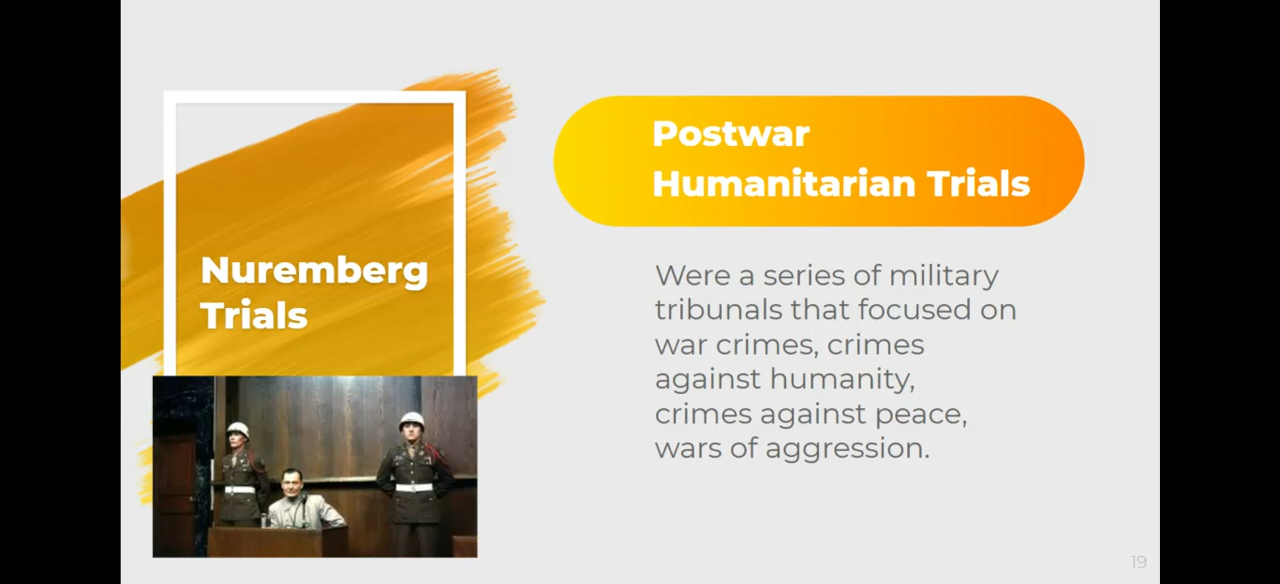 Nuremberg
Trials
Postwar
Humanitarian Trials
Were a series of military
tribunals that focused on
war crimes, crimes
against humanity,
crimes against peace,
wars of aggression.
19